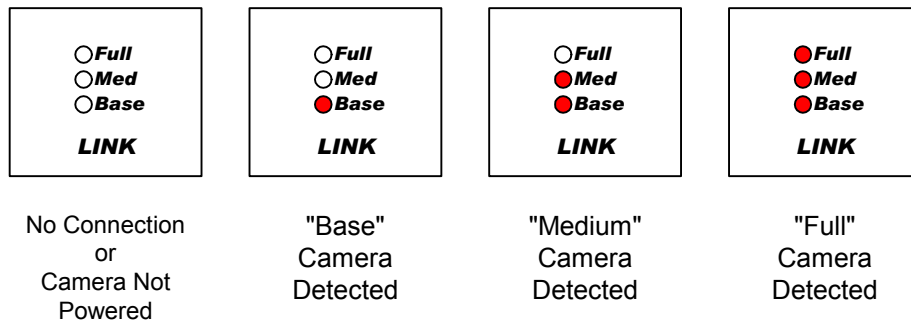 Full
Med
Base
LINK
No Connection
or
Camera Not
Powered
Full
Med
Base
LINK
"Base"
Camera
Detected
Full
Med
Base
LINK
"Medium"
Camera
Detected
Full
Med
Base
LINK
"Full"
Camera
Detected